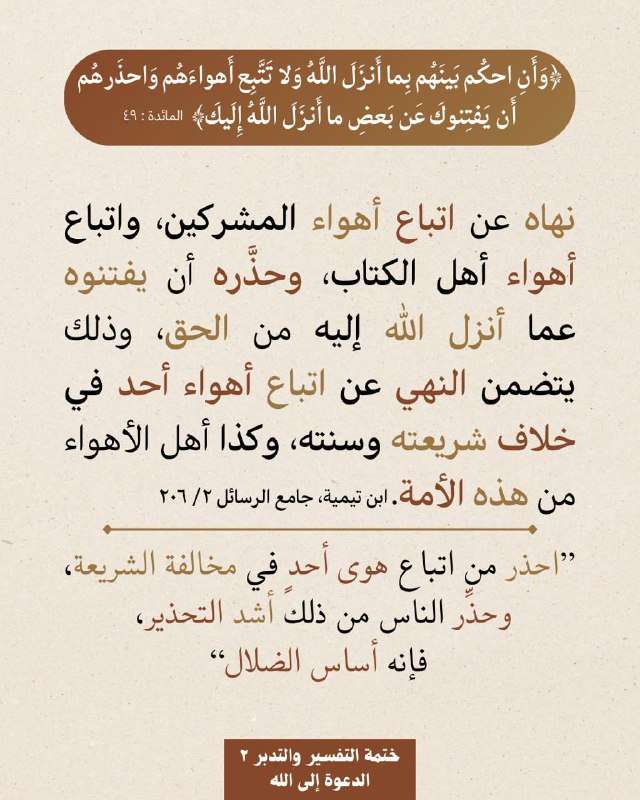 ﴿وَأَنِ احكُم بَينَهُم بِما أَنزَلَ اللَّهُ وَلا تَتَّبِع أَهواءَهُم وَاحذَرهُم
أَن يَفتِنوكَ عَن بَعضِ ما أَنزَلَ اللَّهُ إِلَيكَ﴾ المائدة : ٤٩
نهاه عن اتباع أهواء المشركين، واتباع
أهواء أهل الكتاب، وحذَّره أن يفتنوه
عما أنزل الله إليه من الحق، وذلك
يتضمن النهي عن اتباع أهواء أحد في
خلاف شريعته وسنته، وكذا أهل الأهواء
من هذه الأمة. ابن تيمية، جامع الرسائل ٢/ ٢٠٦
”احذر من اتباع هوى أحدٍ في مخالفة الشريعة،
وحذِّر الناس من ذلك أشد التحذير،
فإنه أساس الضلال“
ختمة التفسير والتدبر ٢
الدعوة إلى الله